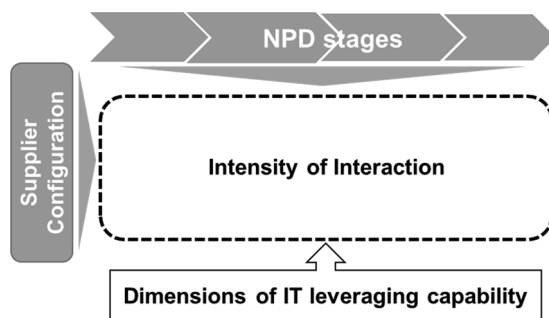 NPD stages
Supplier
Configuration
Intensity of Interaction
Dimensions of IT leveraging capability